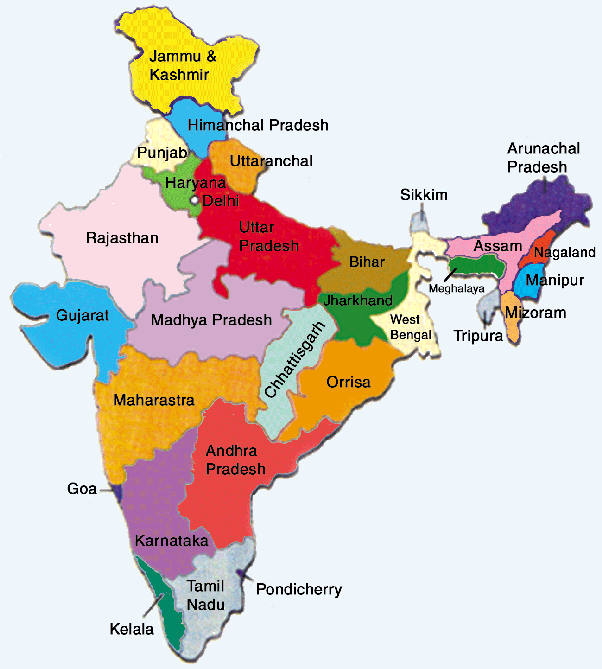 Jammu &
Kashmir
Himanchal Pradesh
Punjab
Uttaranchal
Haryana
Delhi
Arunachal
Pradesh
Sikkim
Rajasthan
Uttar
Pradesh
Bihar
Assam
Nagaland
Meghalaya
Manipur
Gujarat
Madhya Pradesh
Jharkhand
West
Bengal
Tripura
Mizoram
Chhattisgarh
Maharastra
Orrisa
Andhra
Pradesh
Goa
Karnataka
Tamil
Nadu
Pondicherry
Kelala